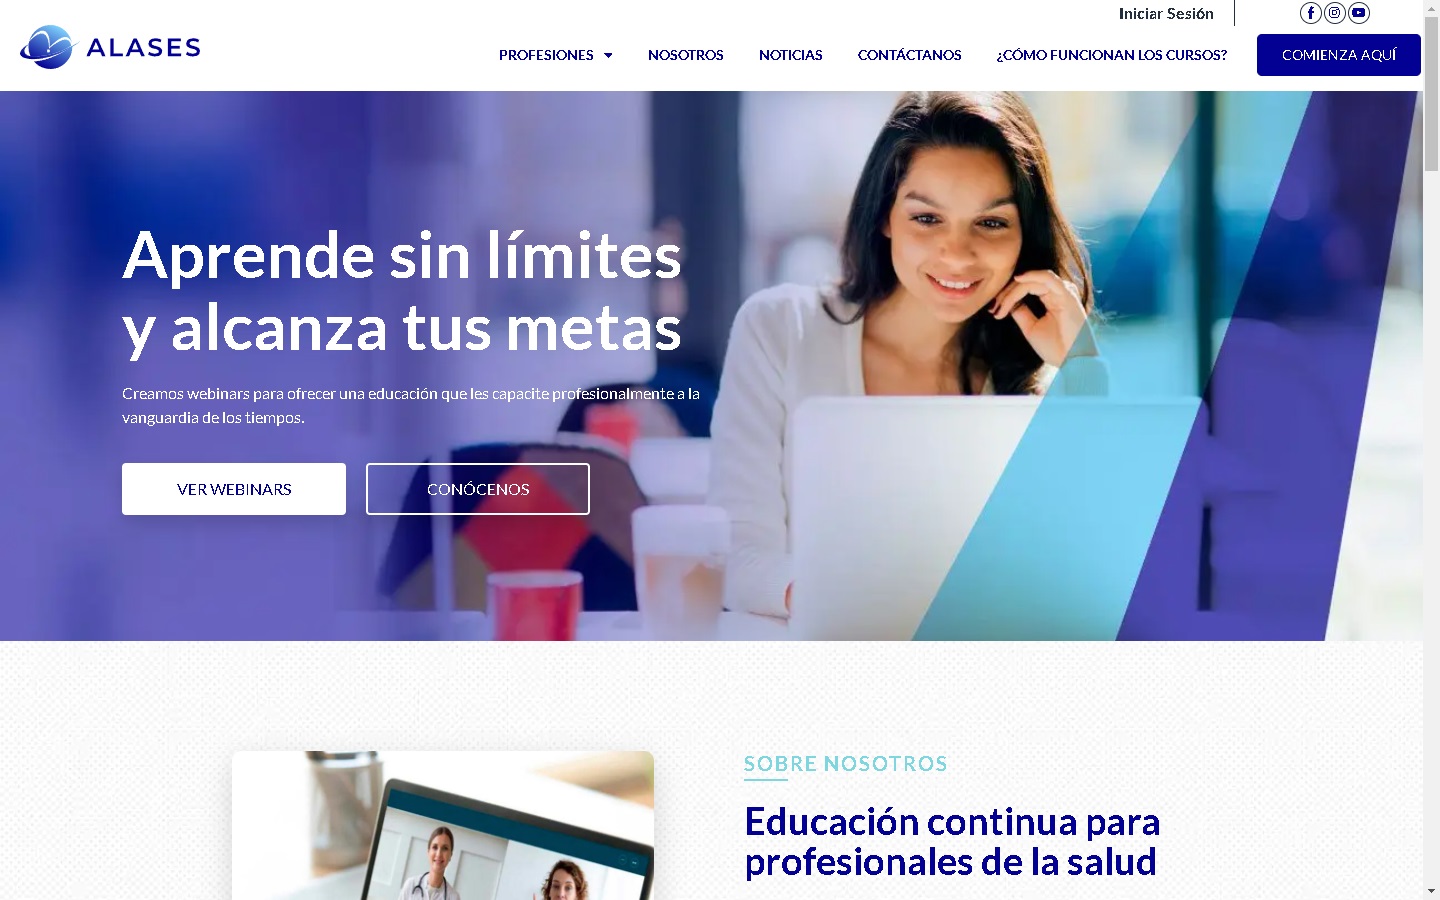 Iniciar Sesión
ALASES
PROFESIONES
NOSOTROS
NOTICIAS
CONTÁCTANOS
¿CÓMO FUNCIONAN LOS CURSOS?
COMIENZA AQUÍ
Aprende sin límites
y alcanza tus metas
Creamos webinars para ofrecer una educación que les capacite profesionalmente a la
vanguardia de los tiempos.
VER WEBINARS
CONÓCENOS
SOBRE NOSOTROS
Educación continua para
profesionales de la salud